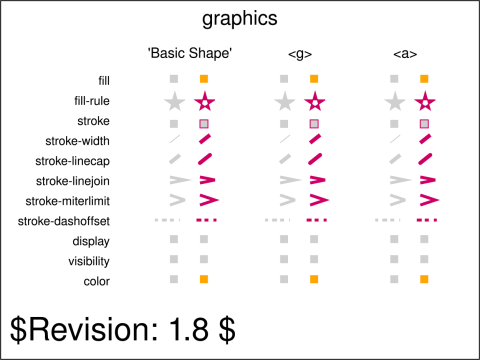 graphics
'Basic Shape' <g> <a>
fill
fill-rule
stroke
stroke-width
stroke-linecap
stroke-linejoin
stroke-miterlimit
stroke-dashoffset
display
visibility
color
$Revision: 1.8 $